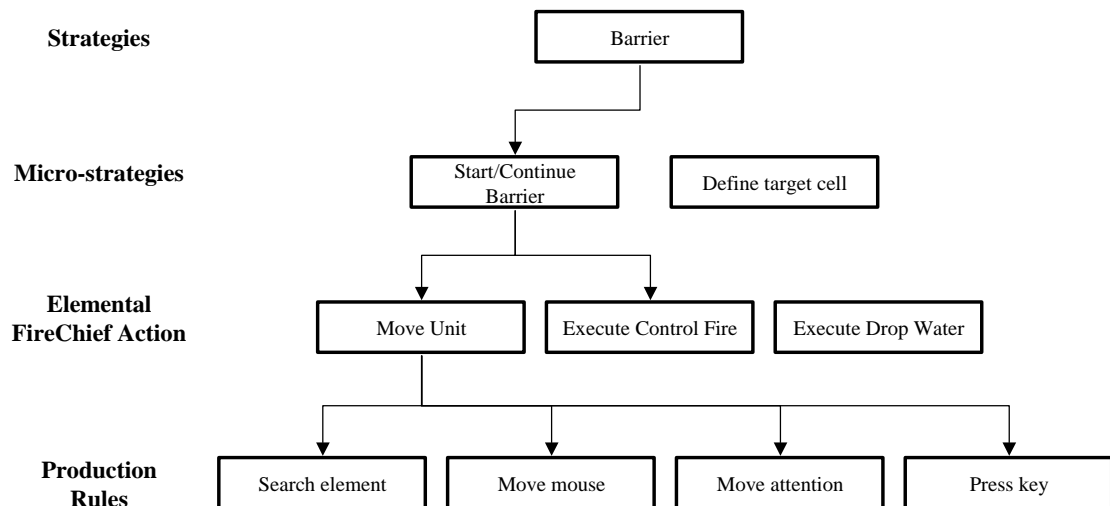 Strategies
Barrier
Micro-strategies
Start/Continue
Barrier
Define target cell
Elemental
FireChief Action
Move Unit
Execute Control Fire
Execute Drop Water
Production
Rules
Search element
Move mouse
Move attention
Press key